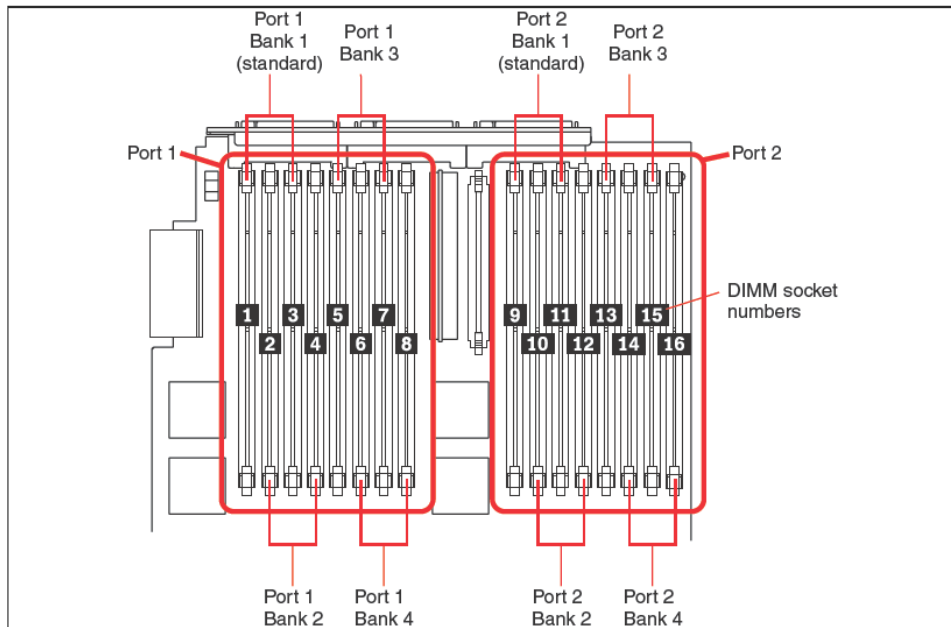 Port 1
Bank 1
(standard)
Port 1
Bank 3
Port 2
Bank 1
(standard)
Port 2
Bank 3
Port 1
Port 2
1
3
5
7
2
4
6
8
9
11
13
15
10
12
14
16
DIMM socket
numbers
Port 1
Bank 2
Port 1
Bank 4
Port 2
Bank 2
Port 2
Bank 4